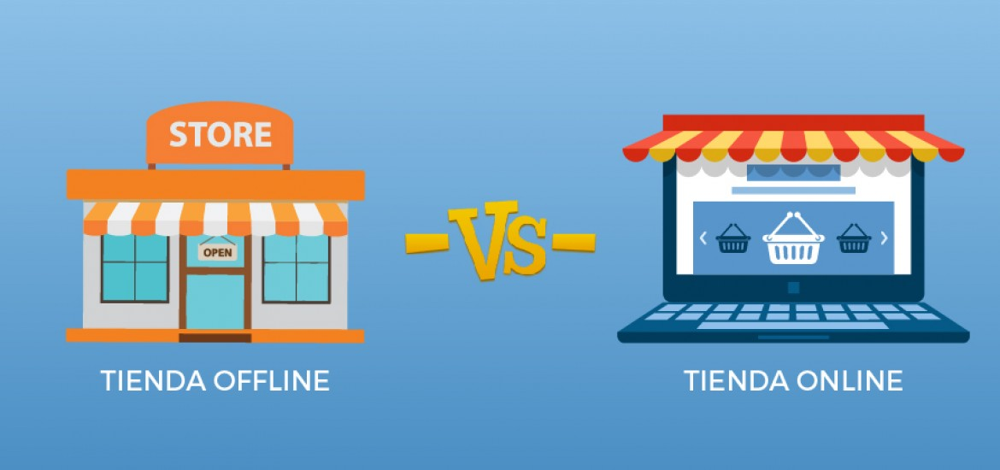 STORE
OPEN
VS
TIENDA OFFLINE
TIENDA ONLINE